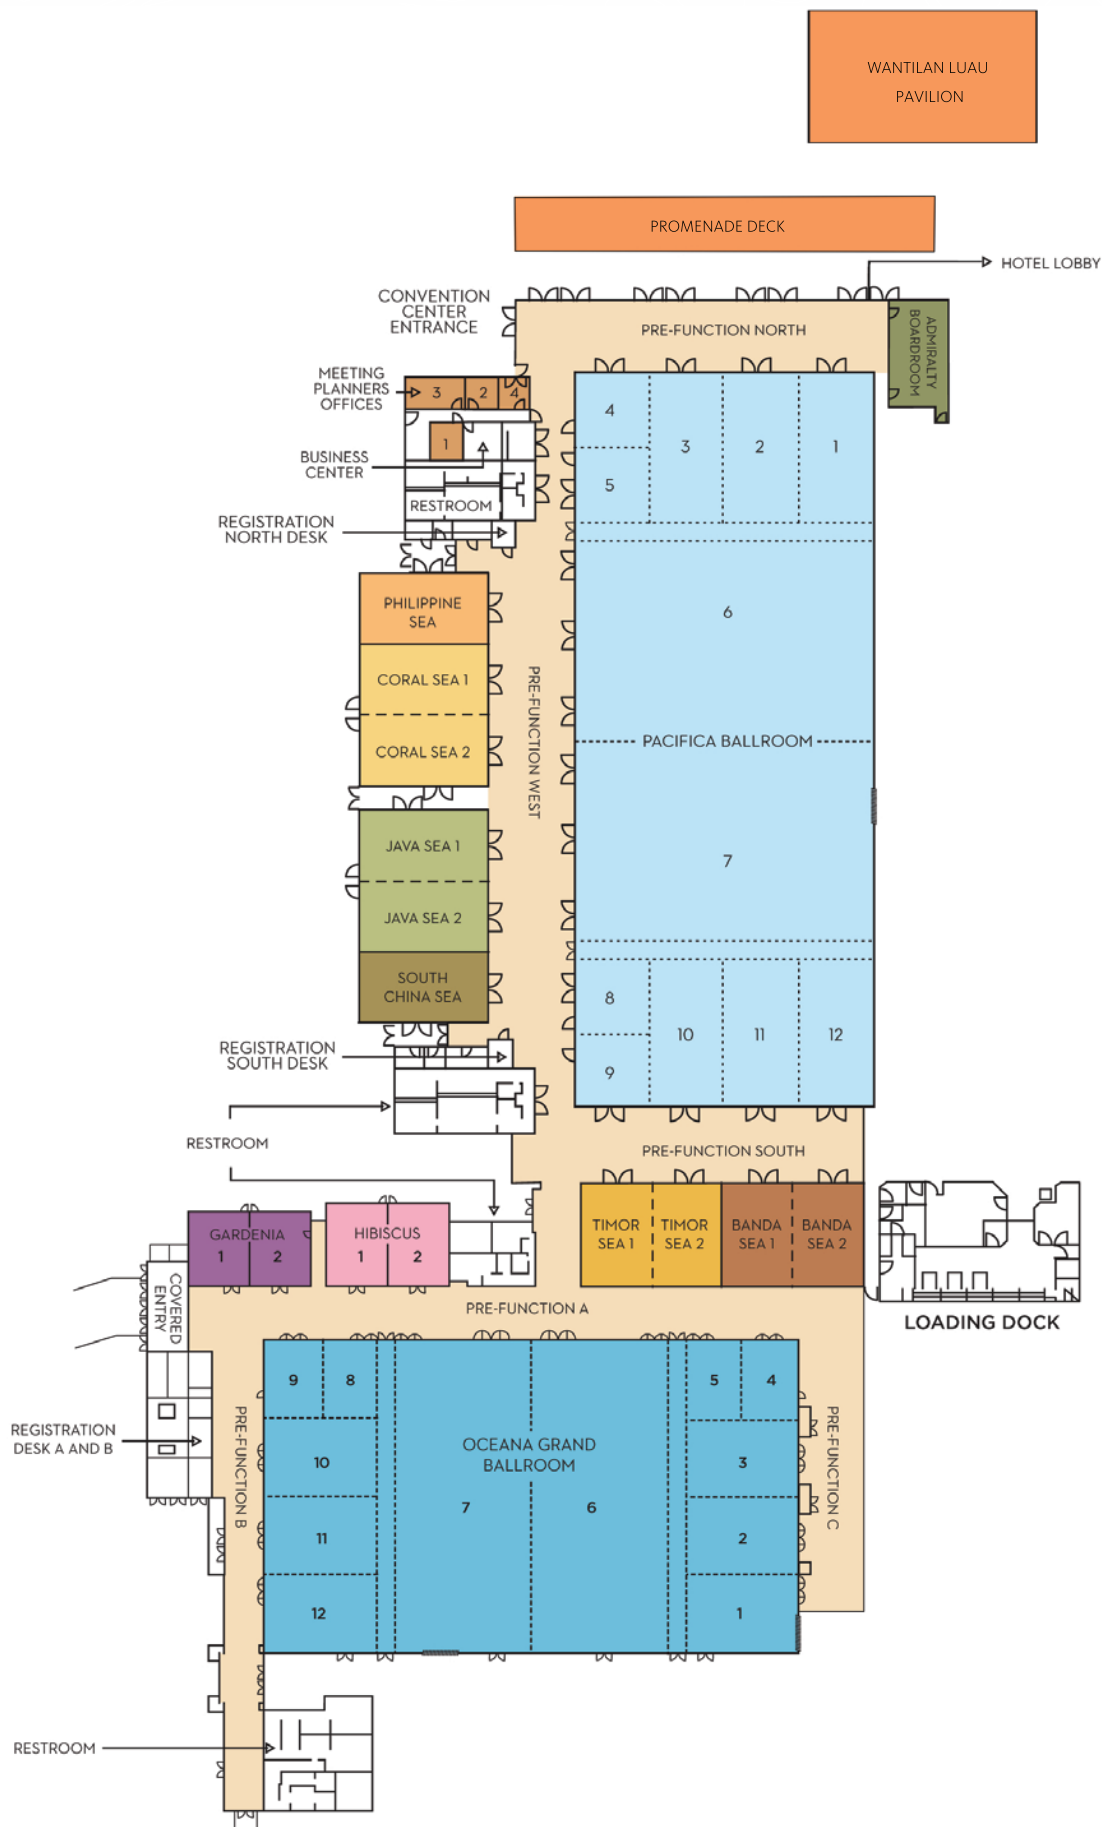 WANTILAN LUAU
PAVILION
PROMENADE DECK
HOTEL LOBBY
CONVENTION
CENTER
ENTRANCE
PRE-FUNCTION NORTH
ADMIRALTY
BOARDROOM
MEETING
PLANNERS
OFFICES
3
2
4
1
BUSINESS
CENTER
RESTROOM
REGISTRATION
NORTH DESK
4
3
2
1
5
6
PACIFICA BALLROOM
7
8
9
10
11
12
PHILIPPINE
SEA
CORAL SEA 1
CORAL SEA 2
PRE-FUNCTION WEST
JAVA SEA 1
JAVA SEA 2
SOUTH
CHINA SEA
REGISTRATION
SOUTH DESK
RESTROOM
PRE-FUNCTION SOUTH
TIMOR
SEA 1
TIMOR
SEA 2
BANDA
SEA 1
BANDA
SEA 2
GARDENIA
1
2
HIBISCUS
1
2
COVERED
ENTRY
PRE-FUNCTION A
LOADING DOCK
REGISTRATION
DESK A AND B
PRE-FUNCTION B
9
8
5
4
10
OCEANA GRAND
BALLROOM
3
7
6
11
2
12
1
PRE-FUNCTION C
RESTROOM